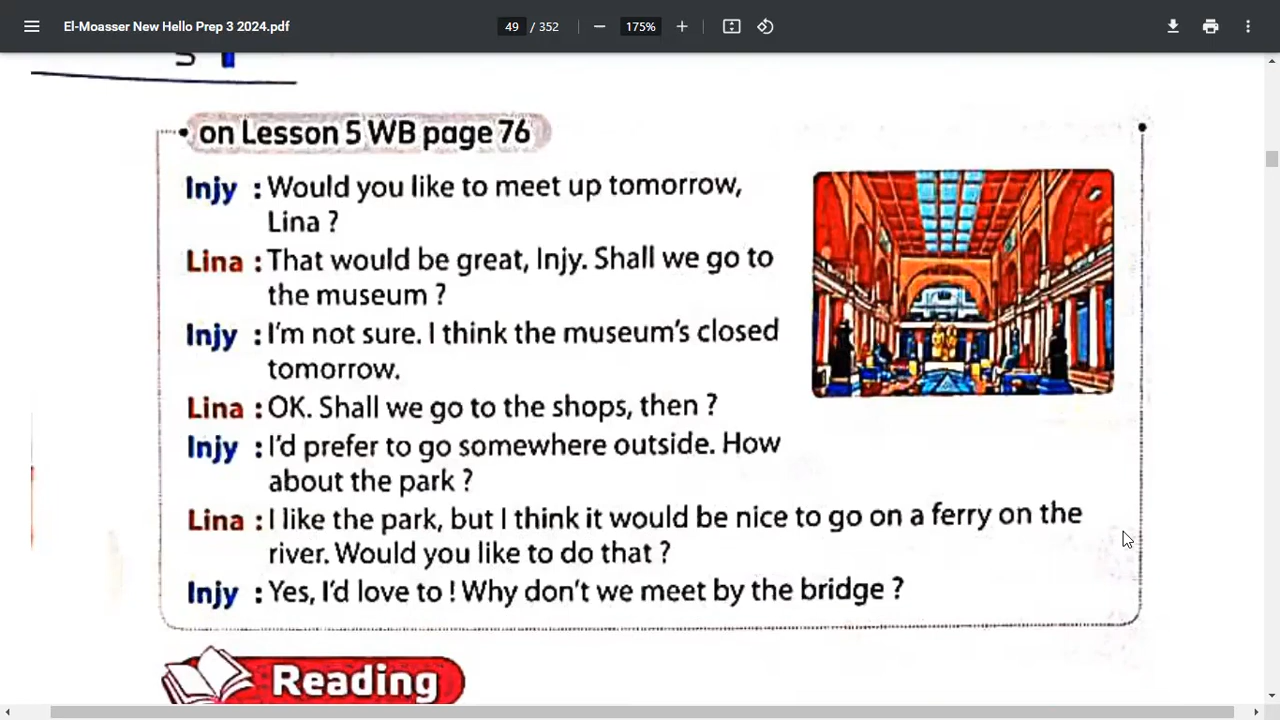 El-Moasser New Hello Prep 3 2024.pdf
49 / 352
175%
on Lesson 5 WB page 76
Injy : Would you like to meet up tomorrow,
Lina ?
Lina : That would be great, Injy. Shall we go to
the museum ?
Injy : I'm not sure. I think the museum's closed
tomorrow.
Lina : OK. Shall we go to the shops, then ?
Injy : I'd prefer to go somewhere outside. How
about the park ?
Lina : I like the park, but I think it would be nice to go on a ferry on the
river. Would you like to do that ?
Injy : Yes, I'd love to ! Why don't we meet by the bridge ?
Reading